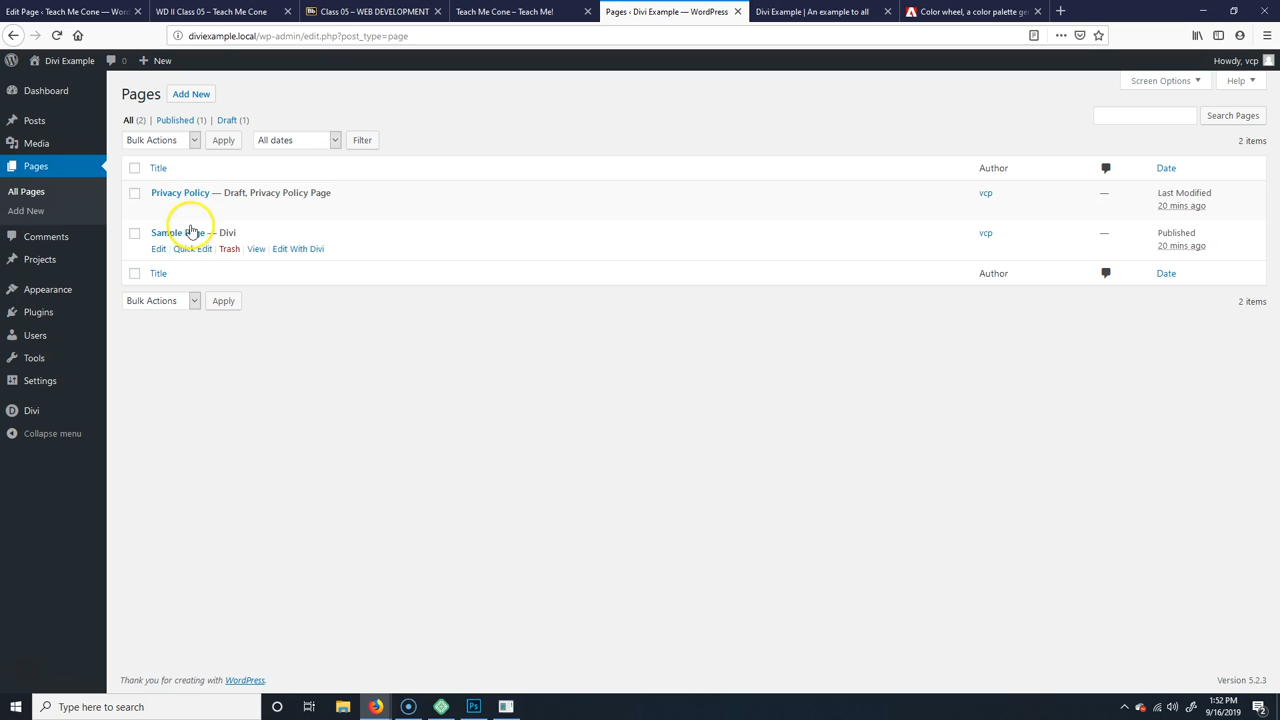 Edit Page ‹ Teach Me Cone — Wor
WD II Class 05 – Teach Me Cone
Class 05 – WEB DEVELOPMENT
Teach Me Cone – Teach Me!
Pages ‹ Divi Example — WordPress
Divi Example | An example to all
Color wheel, a color palette ge
diviexample.local/wp-admin/edit.php?post_type=page
Divi Example
0
New
Howdy, vcp
Screen Options
Help
Pages
Add New
All (2) | Published (1) | Draft (1)
Search Pages
Bulk Actions
Apply
All dates
Filter
2 items
Title
Author
Date
Privacy Policy — Draft, Privacy Policy Page
vcp
—
Last Modified
20 mins ago
Sample Page — Divi
vcp
—
Published
20 mins ago
Edit | Quick Edit | Trash | View | Edit With Divi
Title
Author
Date
Bulk Actions
Apply
2 items
Dashboard
Posts
Media
Pages
All Pages
Add New
Comments
Projects
Appearance
Plugins
Users
Tools
Settings
Divi
Collapse menu
Thank you for creating with WordPress.
Version 5.2.3
Type here to search
Ps
1:52 PM
9/16/2019
2